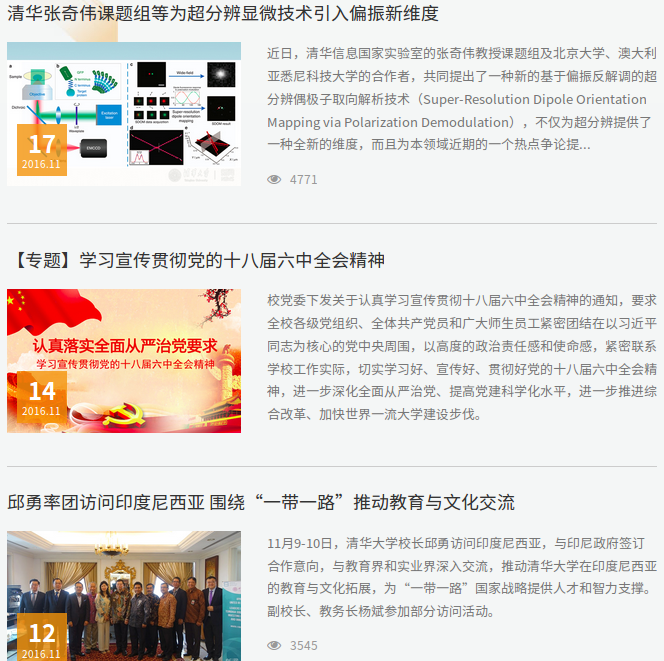 清华张奇伟课题组等为超分辨显微技术引入偏振新维度
近日，清华信息国家实验室的张奇伟教授课题组及北京大学、澳大利
亚悉尼科技大学的合作者，共同提出了一种新的基于偏振反解调的超
分辨偶极子取向解析技术（Super-Resolution Dipole Orientation
Mapping via Polarization Demodulation），不仅为超分辨提供了
一种全新的维度，而且为本领域近期的一个热点争论提...
17
2016.11
4771
【专题】学习宣传贯彻党的十八届六中全会精神
认真落实全面从严治党要求
学习宣传贯彻党的十八届六中全会精神
14
2016.11
校党委下发关于认真学习宣传贯彻十八届六中全会精神的通知，要求
全校各级党组织、全体共产党员和广大师生员工紧密团结在以习近平
同志为核心的党中央周围，以高度的政治责任感和使命感，紧密联系
学校工作实际，切实学习好、宣传好、贯彻好党的十八届六中全会精
神，进一步深化全面从严治党、提高党建科学化水平，进一步推进综
合改革、加快世界一流大学建设步伐。
邱勇率团访问印度尼西亚 围绕“一带一路”推动教育与文化交流
12
2016.11
11月9-10日，清华大学校长邱勇访问印度尼西亚，与印尼政府签订
合作意向，与教育界和实业界深入交流，推动清华大学在印度尼西亚
的教育与文化拓展，为“一带一路”国家战略提供人才和智力支撑。
副校长、教务长杨斌参加部分访问活动。
3545